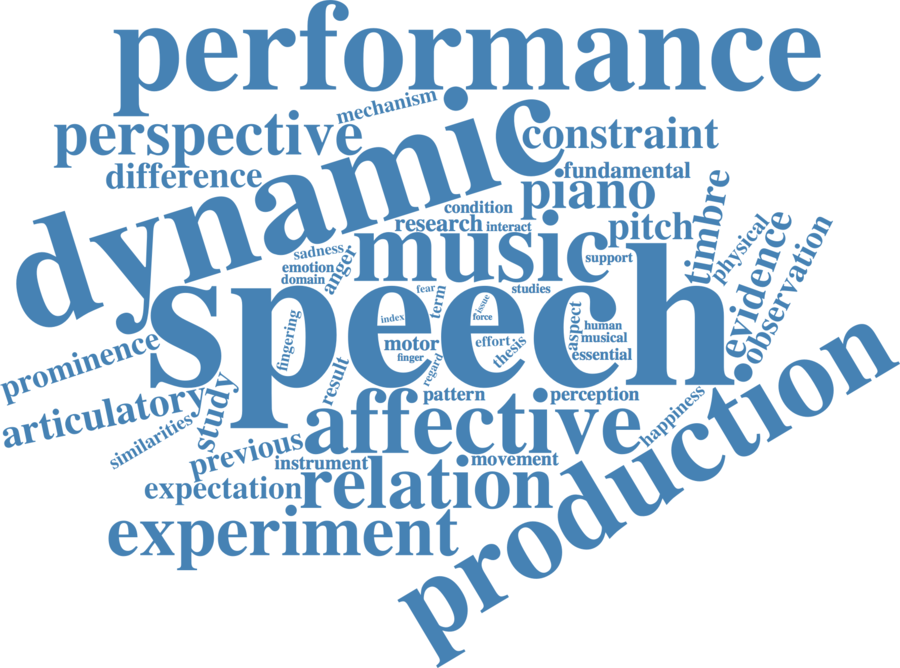 performance
mechanism
perspective
dynamic
constraint
difference
fundamental
piano
condition
research
interact
pitch
timbre
physical
evidence
observation
music
support
sadness
emotion
domain
anger
speech
fear
term
studies
issue
force
index
fingering
motor
finger
effort
thesis
regard
aspect
human
musical
essential
prominence
articulatory
similarities
study
result
pattern
perception
affective
happiness
production
previous
instrument
movement
expectation
relation
experiment